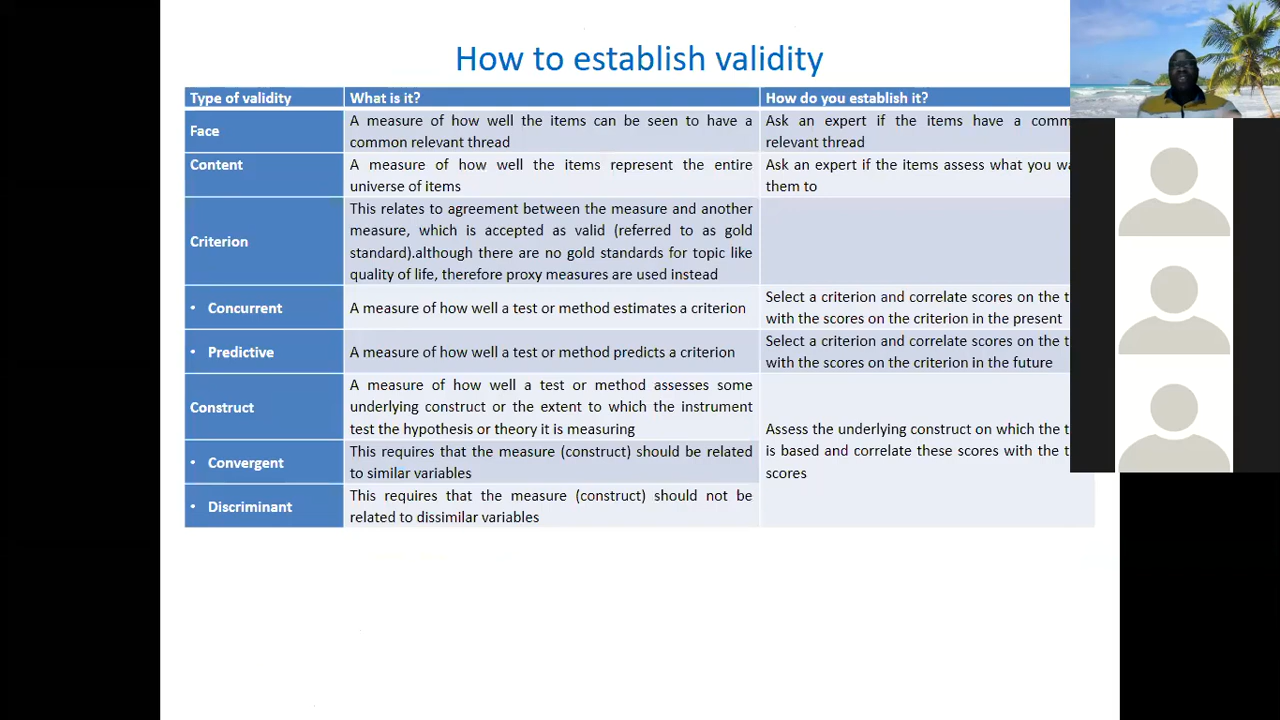 How to establish validity
Type of validity
What is it?
How do you establish it?
Face
A measure of how well the items can be seen to have a
common relevant thread
Ask an expert if the items have a
relevant thread
Content
A measure of how well the items represent the entire
universe of items
Ask an expert if the items assess what you
them to
Criterion
This relates to agreement between the measure and another
measure, which is accepted as valid (referred to as gold
standard).although there are no gold standards for topic like
quality of life, therefore proxy measures are used instead
• Concurrent
A measure of how well a test or method estimates a criterion
Select a criterion and correlate scores on the
with the scores on the criterion in the present
• Predictive
A measure of how well a test or method predicts a criterion
Select a criterion and correlate scores on the
with the scores on the criterion in the future
Construct
A measure of how well a test or method assesses some
underlying construct or the extent to which the instrument
test the hypothesis or theory it is measuring
Assess the underlying construct on which the
is based and correlate these scores with the
scores
• Convergent
This requires that the measure (construct) should be related
to similar variables
• Discriminant
This requires that the measure (construct) should not be
related to dissimilar variables